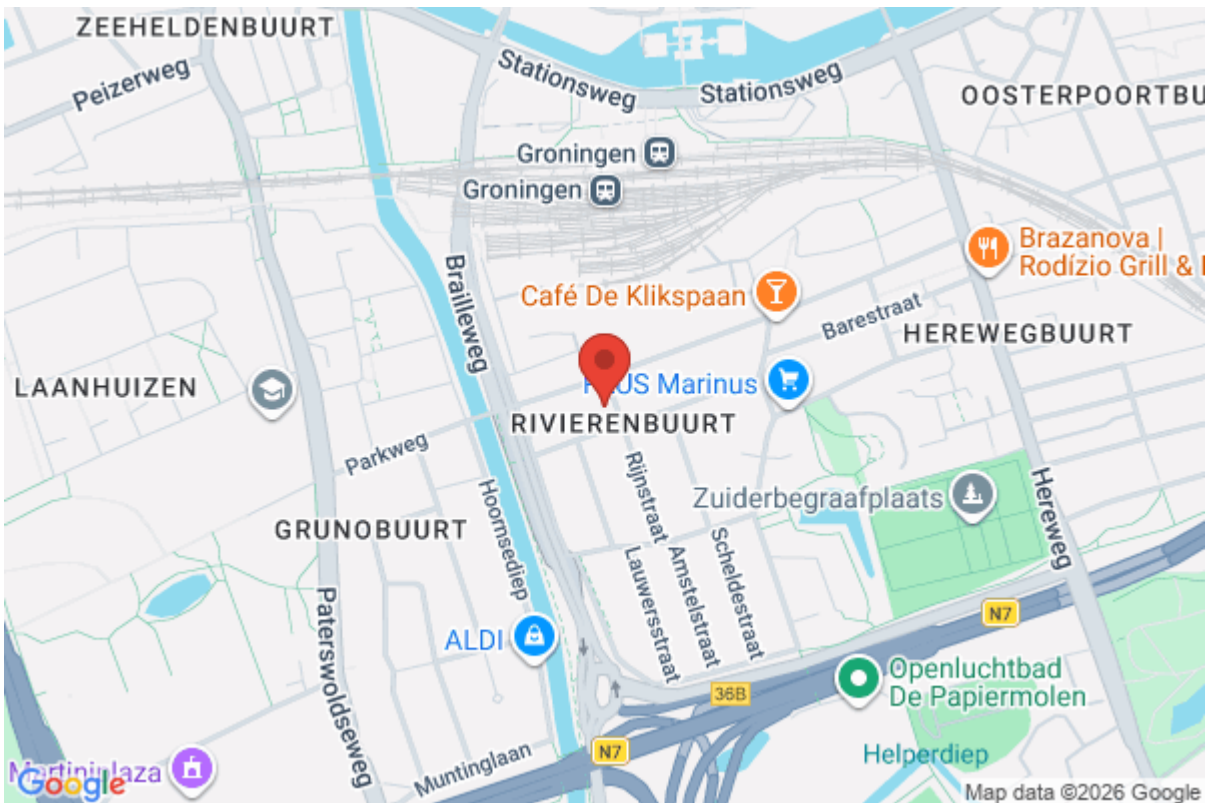 ZEEHELDENBUURT
Peizerweg
Stationsweg
Stationsweg
OOSTERPOORTBU
Groningen
Groningen
Brazanova |
Rodízio Grill &
Brailleweg
Café De Klikspaan
Barestraat
HEREWEGBUURT
LAANHUIZEN
US Marinus
RIVIERENBUURT
Parkweg
Rijnstraat
Zuiderbegraafplaats
Hereweg
GRUNOBUURT
Hoornsediep
Lauwersstraat
Amstelstraat
Scheldestraat
Paterswoldseweg
ALDI
N7
Openluchtbad
De Papiermolen
36B
N7
Helperdiep
Muntinglaan
Martiniplaza
Google
Map data ©2026 Google